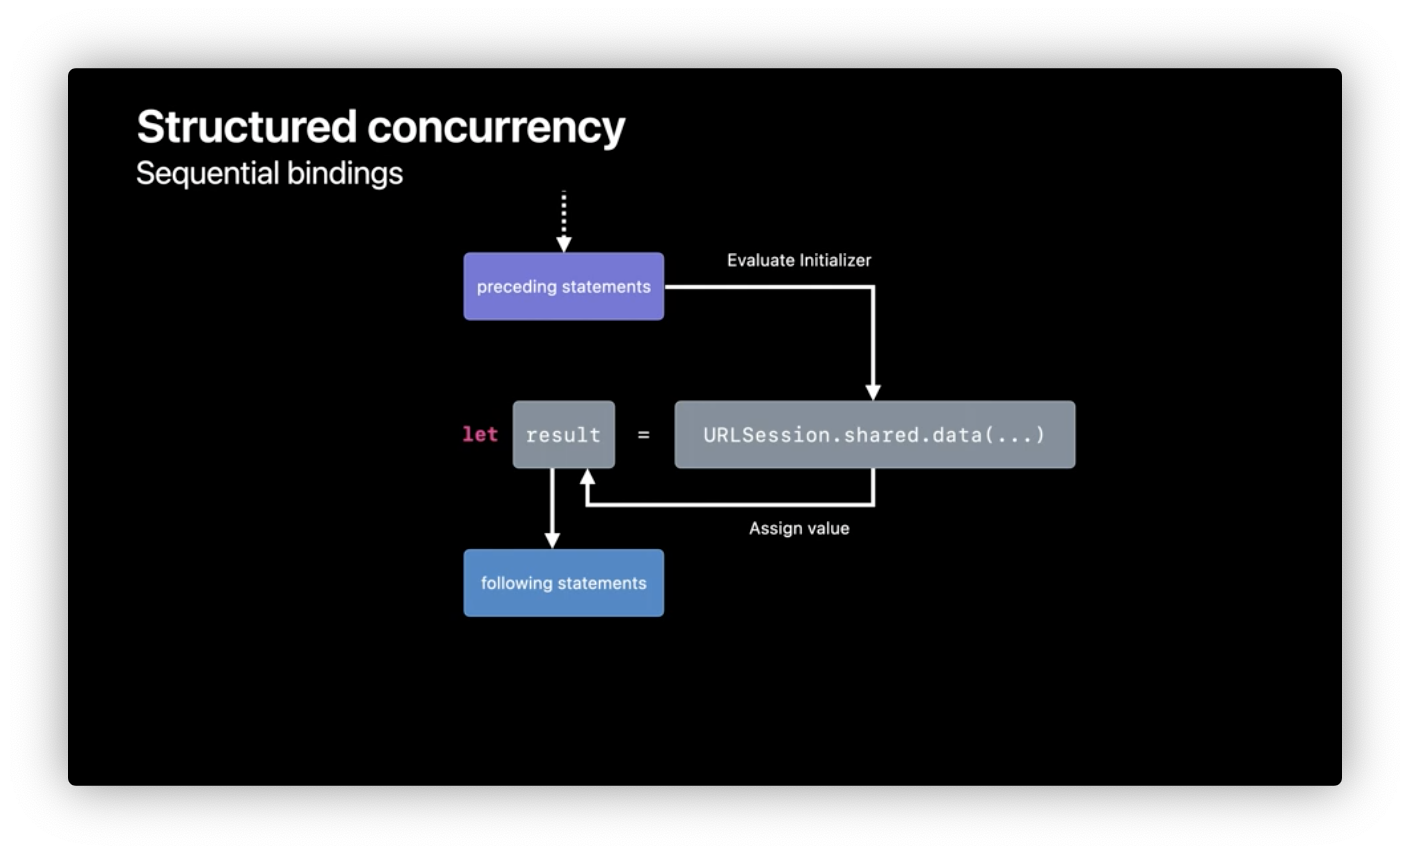 Structured concurrency
Sequential bindings
Evaluate Initializer
preceding statements
let result = URLSession.shared.data(...)
Assign value
following statements